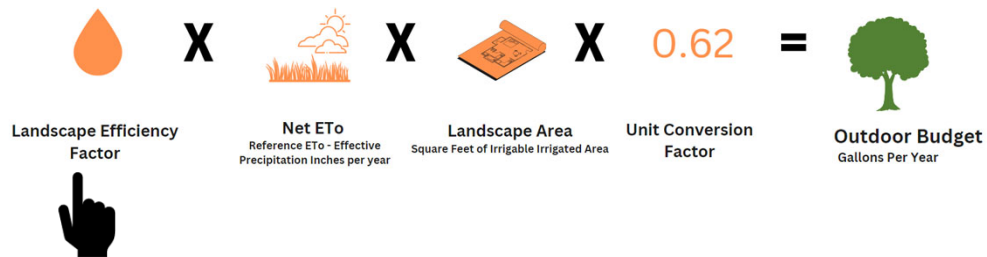 X
X
X
0.62
=
Landscape Efficiency
Factor
Net ETo
Reference ETo - Effective
Precipitation Inches per year
Landscape Area
Square Feet of Irrigable Irrigated Area
Unit Conversion
Factor
Outdoor Budget
Gallons Per Year